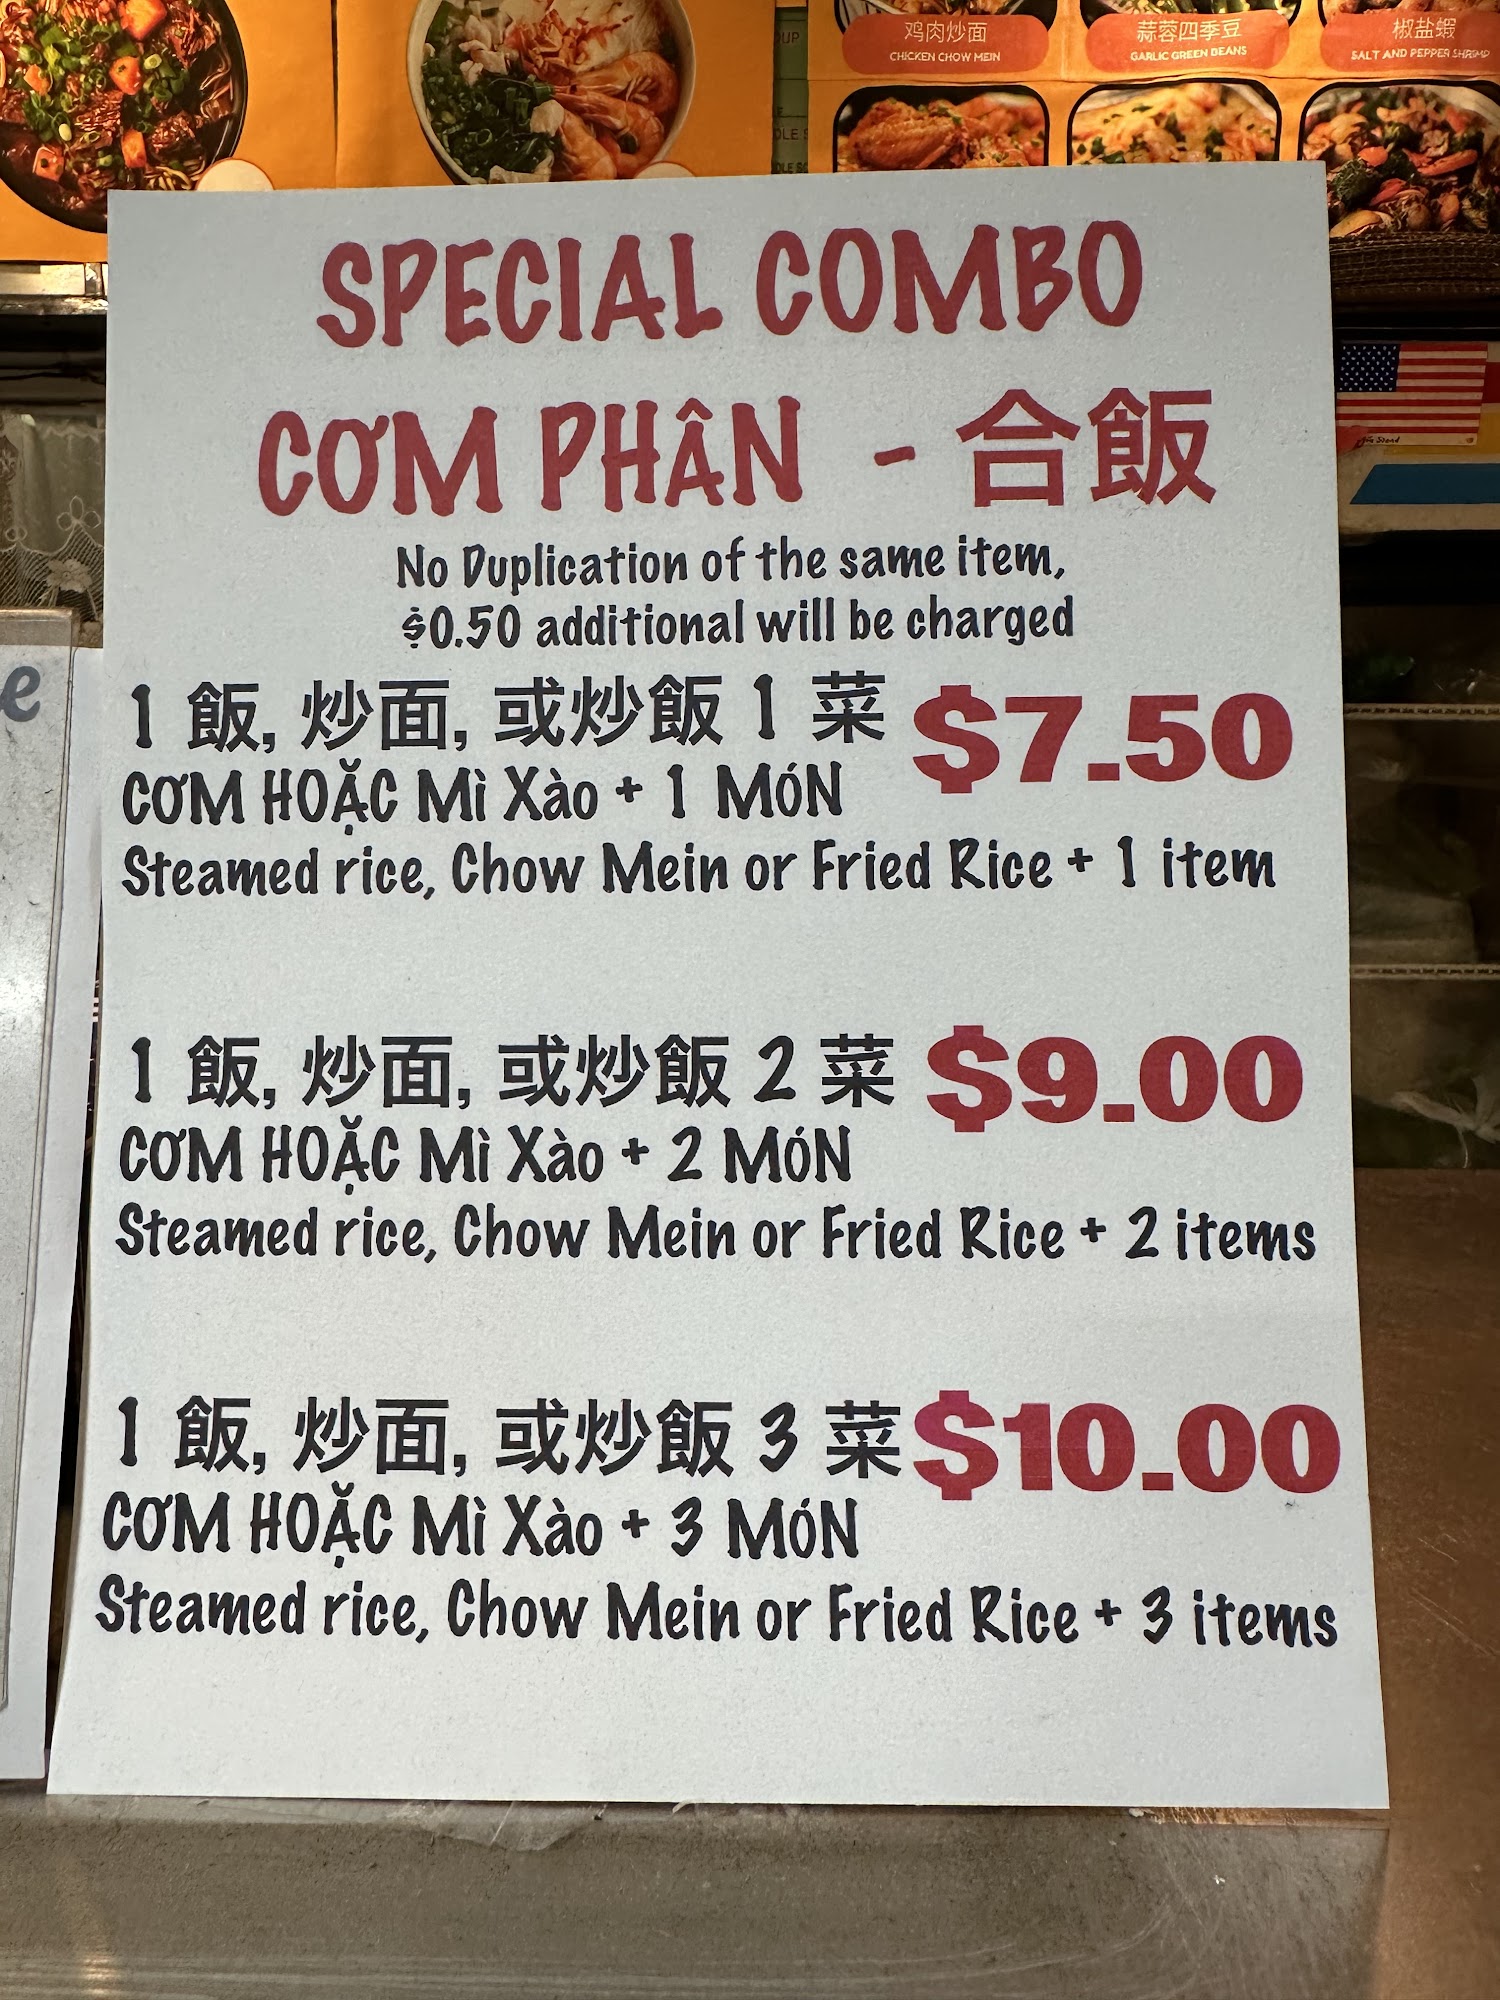 鸡肉炒面
CHICKEN CHOW MEIN
蒜蓉四季豆
GARLIC GREEN BEANS
椒盐蝦
SALT AND PEPPER SHRIMP
SPECIAL COMBO
CƠM PHÂN - 合飯
No Duplication of the same item,
$0.50 additional will be charged
1 飯, 炒面, 或炒飯 1 菜 $7.50
CƠM HOẶC Mì Xào + 1 MÓN
Steamed rice, Chow Mein or Fried Rice + 1 item
1 飯, 炒面, 或炒飯 2 菜 $9.00
CƠM HOẶC Mì Xào + 2 MÓN
Steamed rice, Chow Mein or Fried Rice + 2 items
1 飯, 炒面, 或炒飯 3 菜 $10.00
CƠM HOẶC Mì Xào + 3 MÓN
Steamed rice, Chow Mein or Fried Rice + 3 items